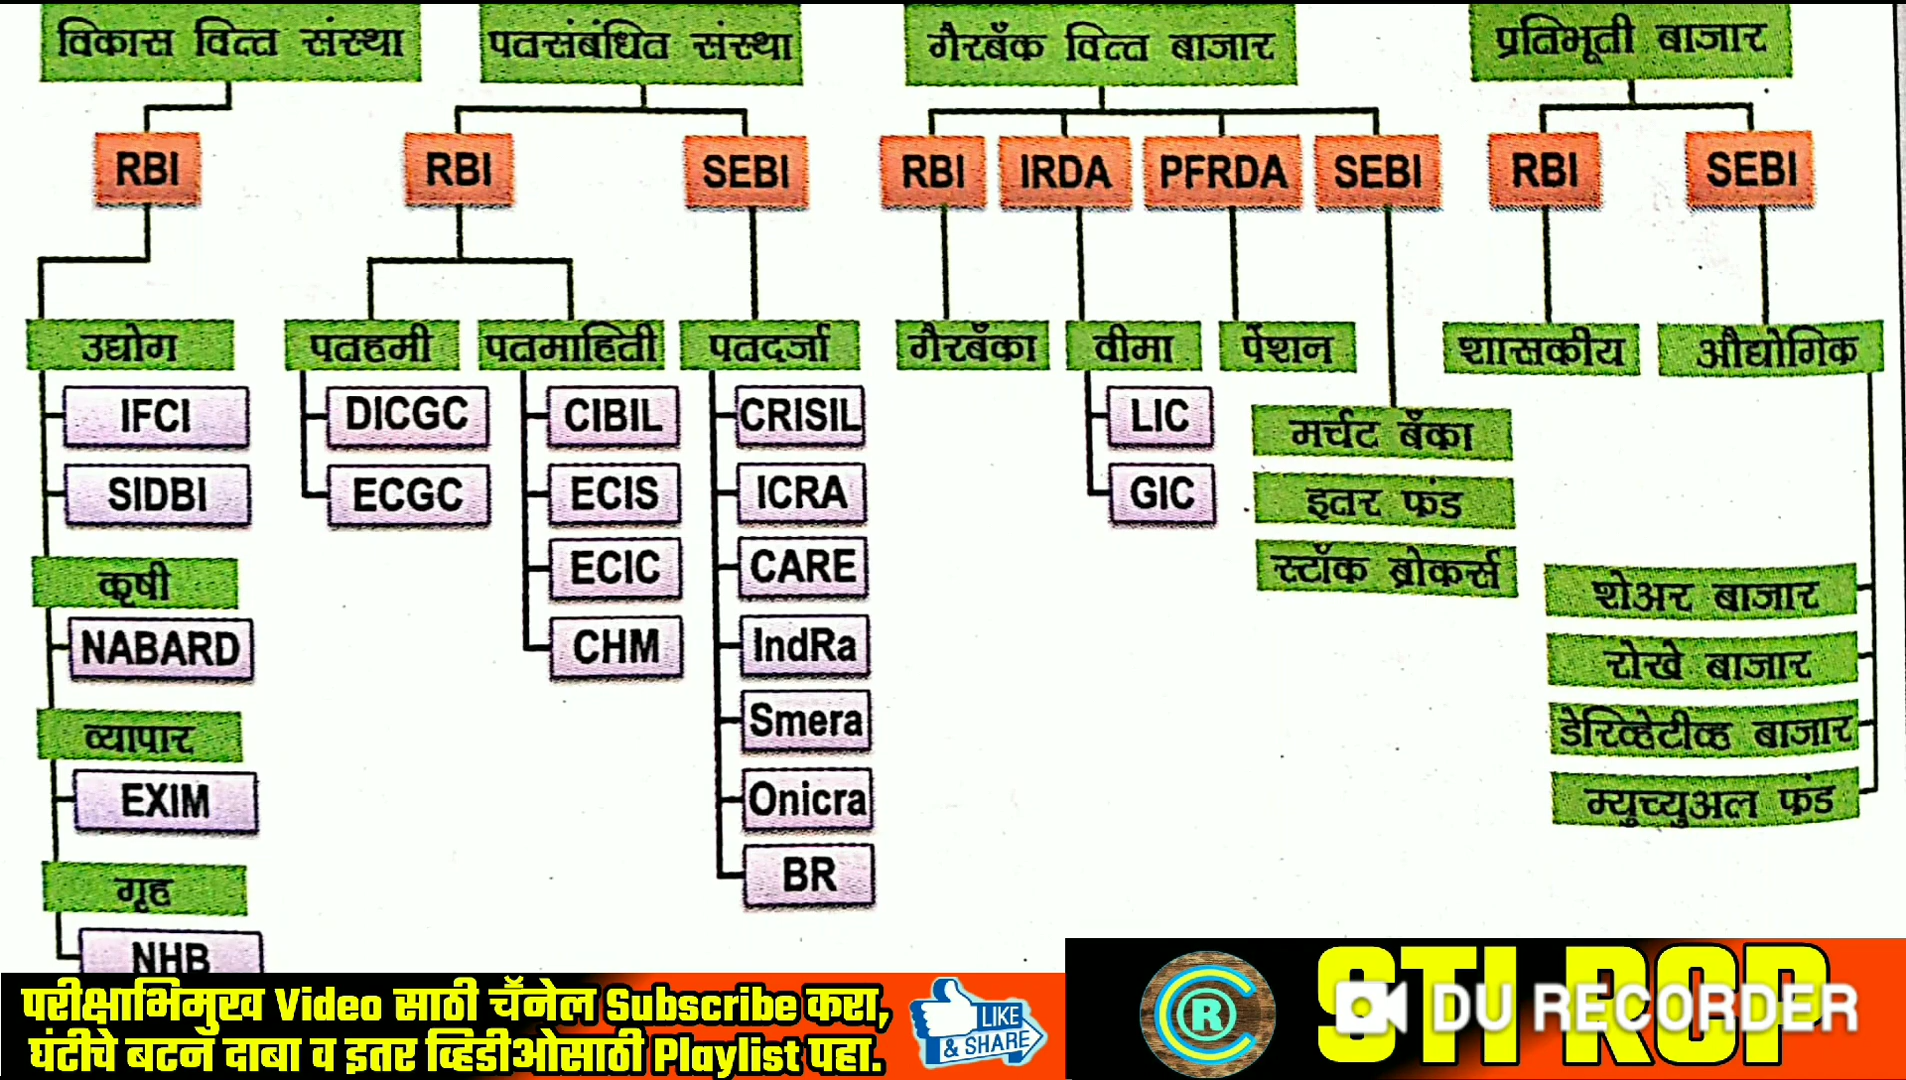 विकास वित्त संस्था
पतसंबंधित संस्था
गैरबँक वित्त बाजार
प्रतिभूती बाजार
RBI
RBI
SEBI
RBI
IRDA
PFRDA
SEBI
RBI
SEBI
उद्योग
पतहमी
पतमाहिती
पतदर्जा
गैरबँका
वीमा
पेंशन
शासकीय
औद्योगिक
IFCI
SIDBI
कृषी
NABARD
व्यापार
EXIM
गृह
NHB
DICGC
ECGC
CIBIL
ECIS
ECIC
CHM
CRISIL
ICRA
CARE
IndRa
Smera
Onicra
BR
LIC
GIC
मर्चट बँका
इतर फंड
स्टॉक ब्रोकर्स
शेअर बाजार
रोखे बाजार
डेरिव्हेटीव्ह बाजार
म्युच्युअल फंड
परीक्षाभिमुख Video साठी चॅनेल Subscribe करा,
घंटीचे बटन दाबा व इतर व्हिडीओसाठी Playlist पहा.
LIKE
& SHARE
R
STI ROP
DU RECORDER